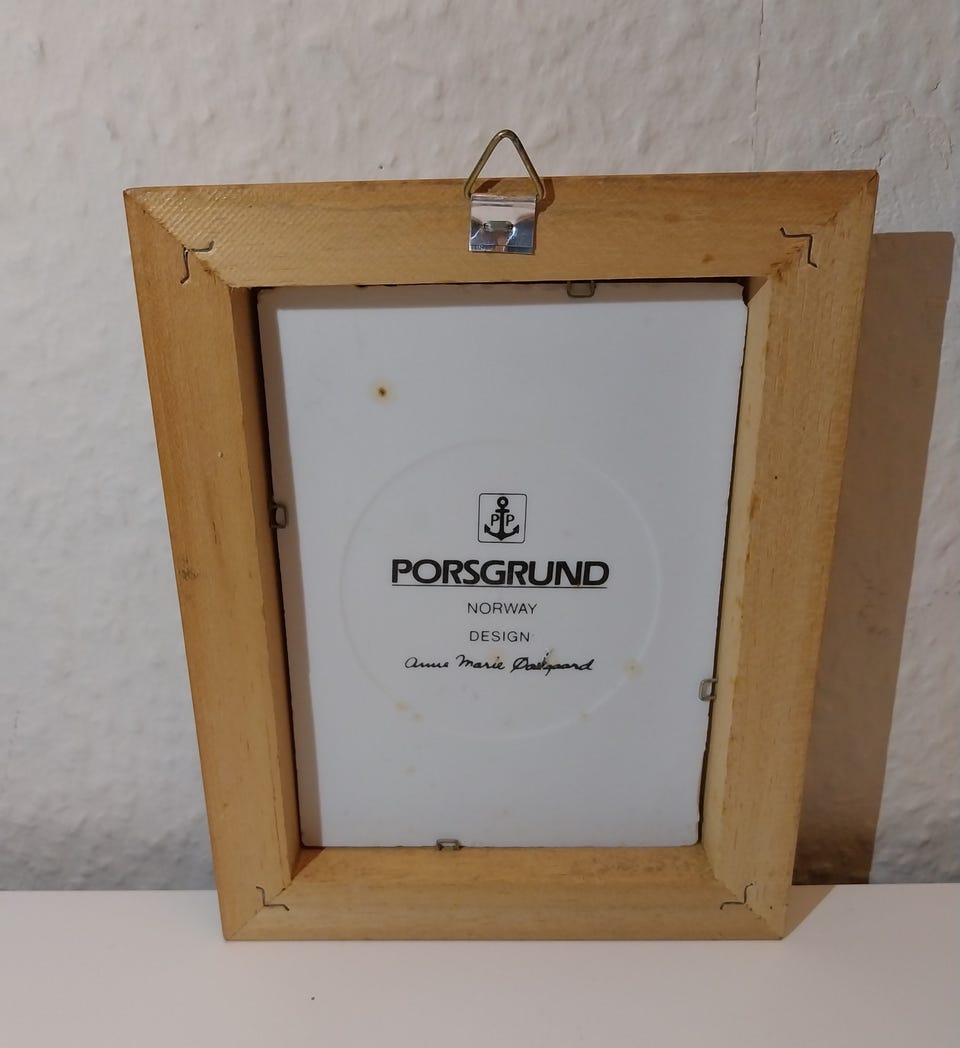 PP
PORSGRUND
NORWAY
DESIGN:
Anne Marie Ødegaard